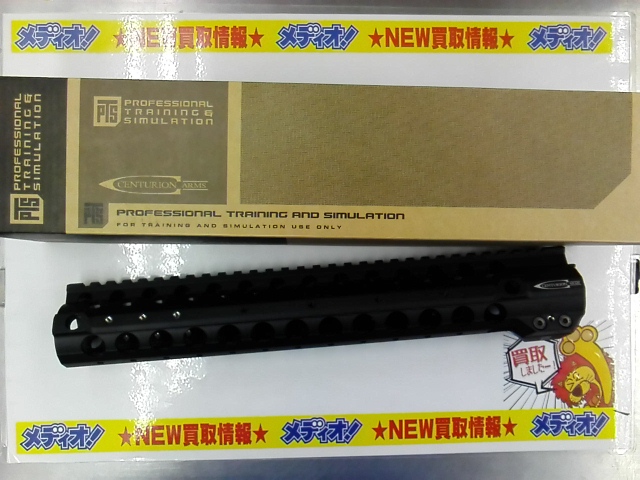 メディオ! ★NEW買取情報★ メディオ! ★NEW買取情報★ メディオ!
PTS PROFESSIONAL TRAINING & SIMULATION
PTS PROFESSIONAL
TRAINING &
SIMULATION
CENTURION ARMS
PTS PROFESSIONAL TRAINING AND SIMULATION
FOR TRAINING AND SIMULATION USE ONLY
CENTURION
買取
しましたー
メディオ! ★NEW買取情報★ メディオ! ★NEW買取情報★ メディオ!